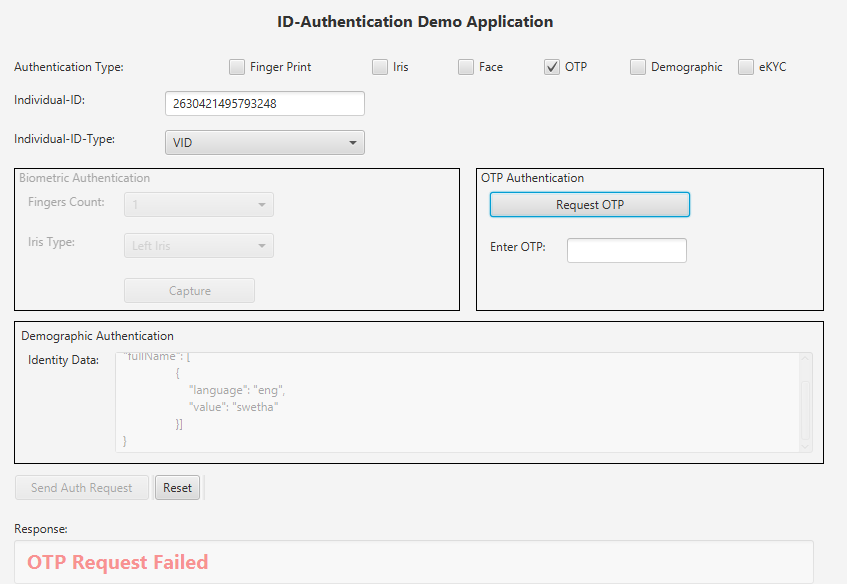 ID-Authentication Demo Application
Authentication Type: Finger Print Iris Face OTP Demographic eKYC
Individual-ID: 2630421495793248
Individual-ID-Type: VID
Biometric Authentication
Fingers Count: 1
Iris Type: Left Iris
Capture
OTP Authentication
Request OTP
Enter OTP:
Demographic Authentication
Identity Data: "fullName": [
{
"language": "eng",
"value": "swetha"
}]
}
Send Auth Request Reset
Response:
OTP Request Failed